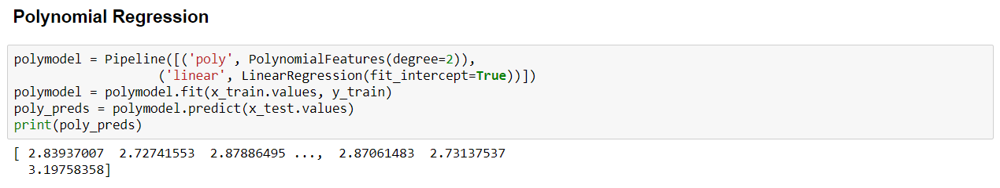 Polynomial Regression
polymodel = Pipeline([('poly', PolynomialFeatures(degree=2)),
('linear', LinearRegression(fit_intercept=True))])
polymodel = polymodel.fit(x_train.values, y_train)
poly_preds = polymodel.predict(x_test.values)
print(poly_preds)
[ 2.83937007  2.72741553  2.87886495 ...,  2.87061483  2.73137537
3.19758358]